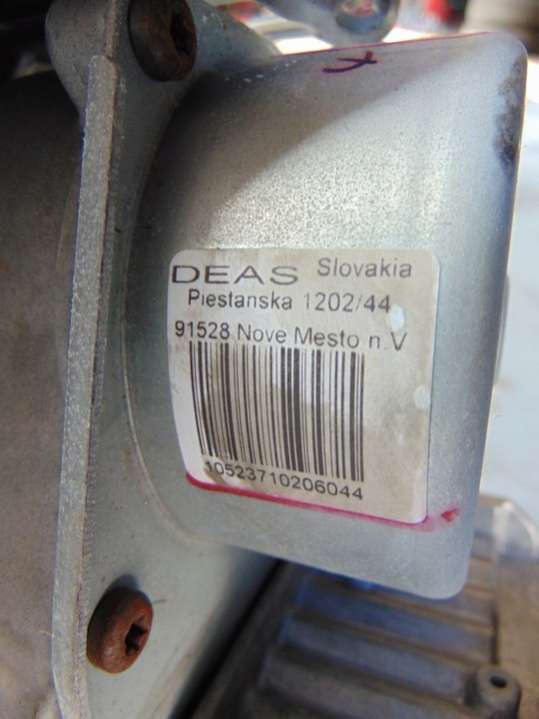 DEAS Slovakia
Piestanska 1202/44
91528 Nove Mesto n.V
10523710206044